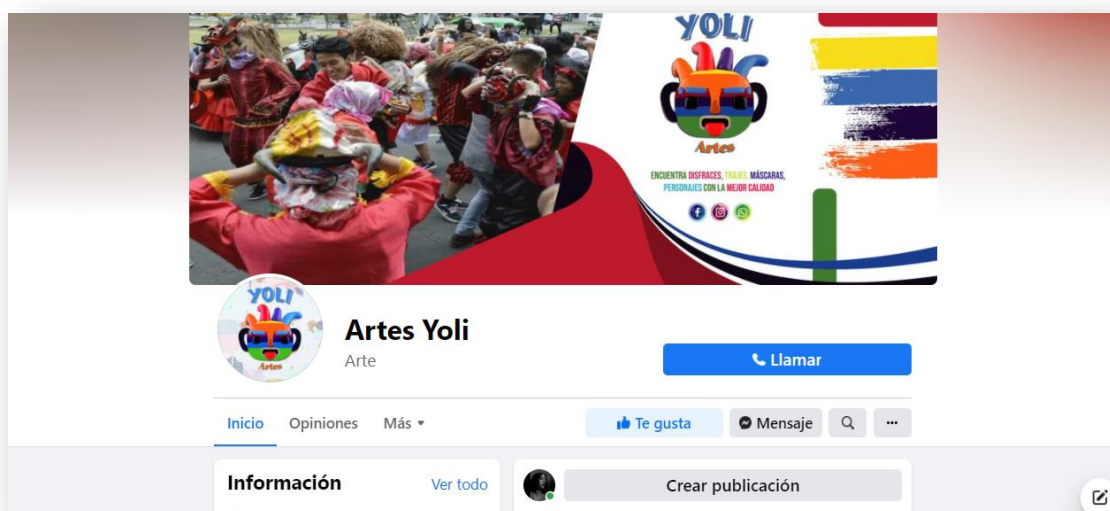 YOLI
Artes
ENCUENTRA DISFRACES, TRAJES, MÁSCARAS,
PERSONAJES CON LA MEJOR CALIDAD
YOLI
Artes
Artes Yoli
Arte
Llamar
Inicio Opiniones Más
Te gusta Mensaje
Información Ver todo
Crear publicación